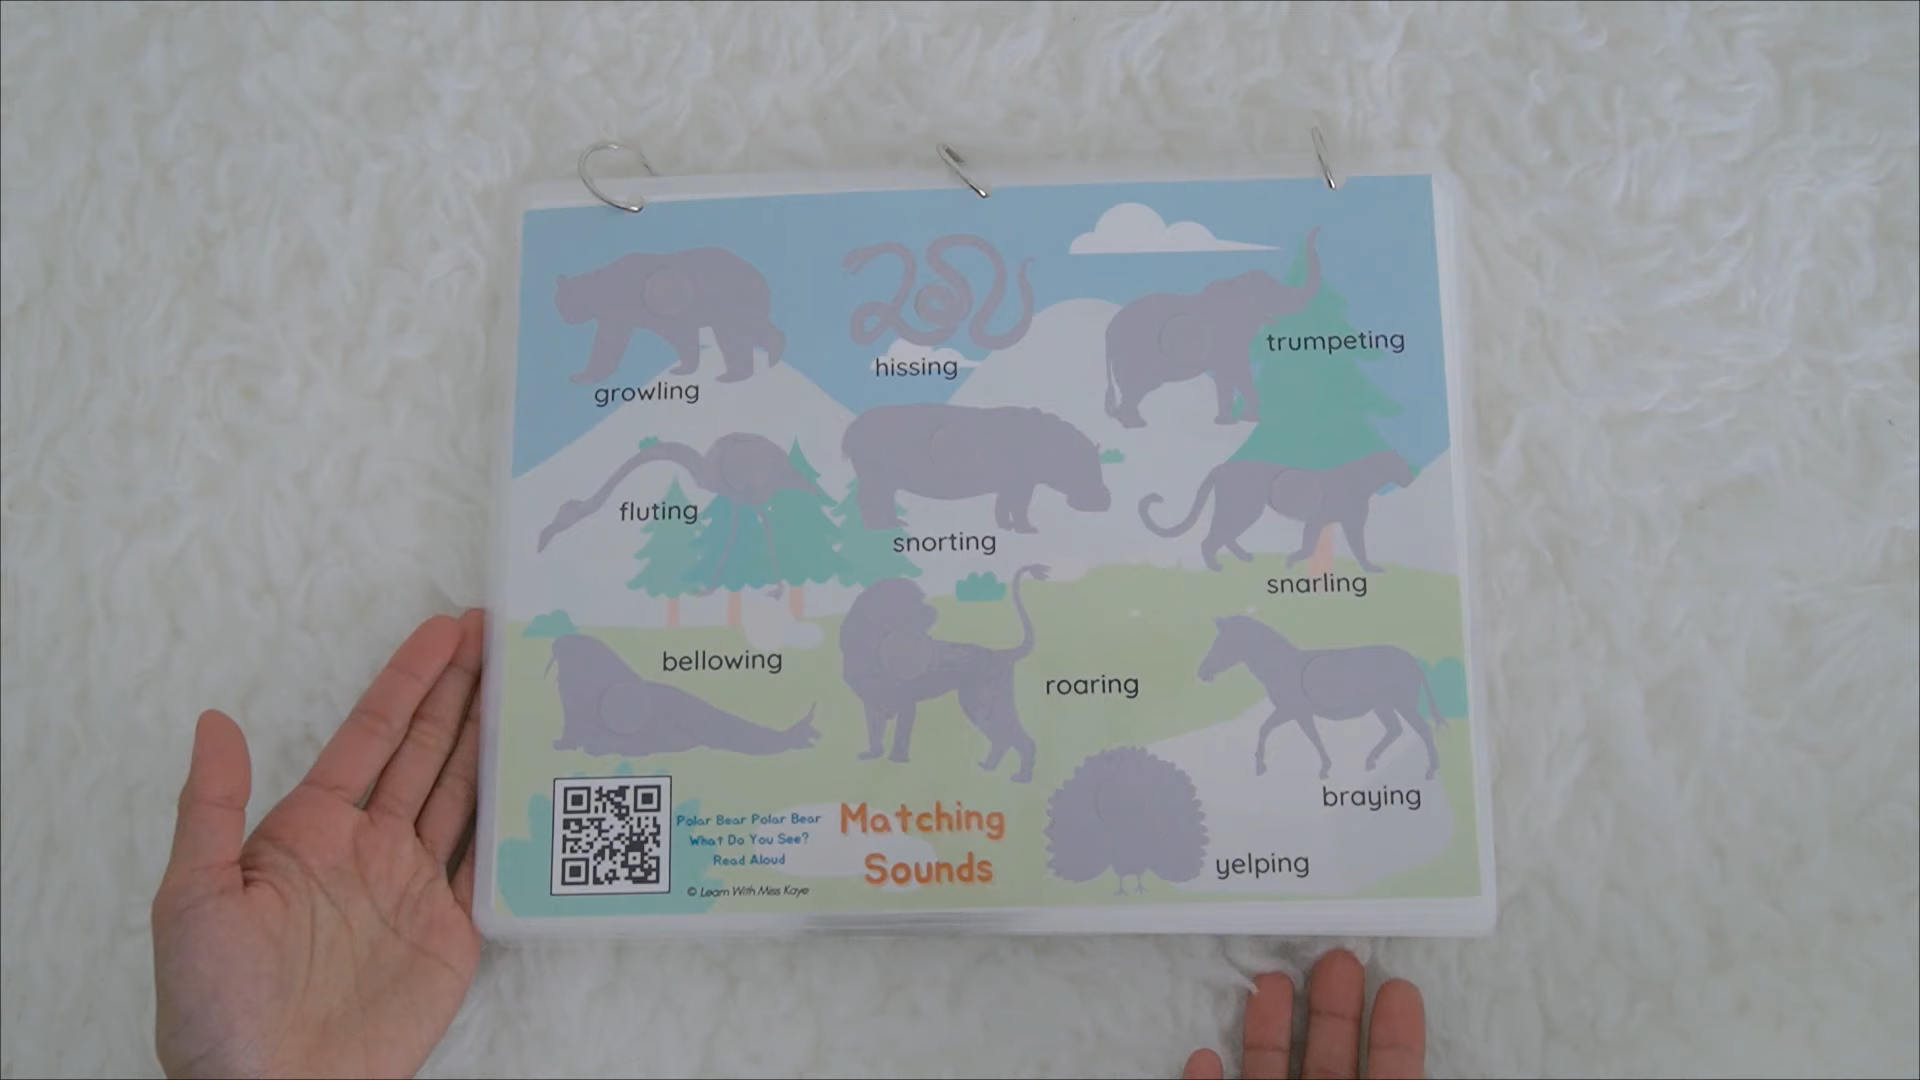 growling
hissing
trumpeting
fluting
snorting
snarling
bellowing
roaring
braying
yelping
Polar Bear Polar Bear
What Do You See?
Read Aloud
© Learn With Miss Kaye
Matching
Sounds